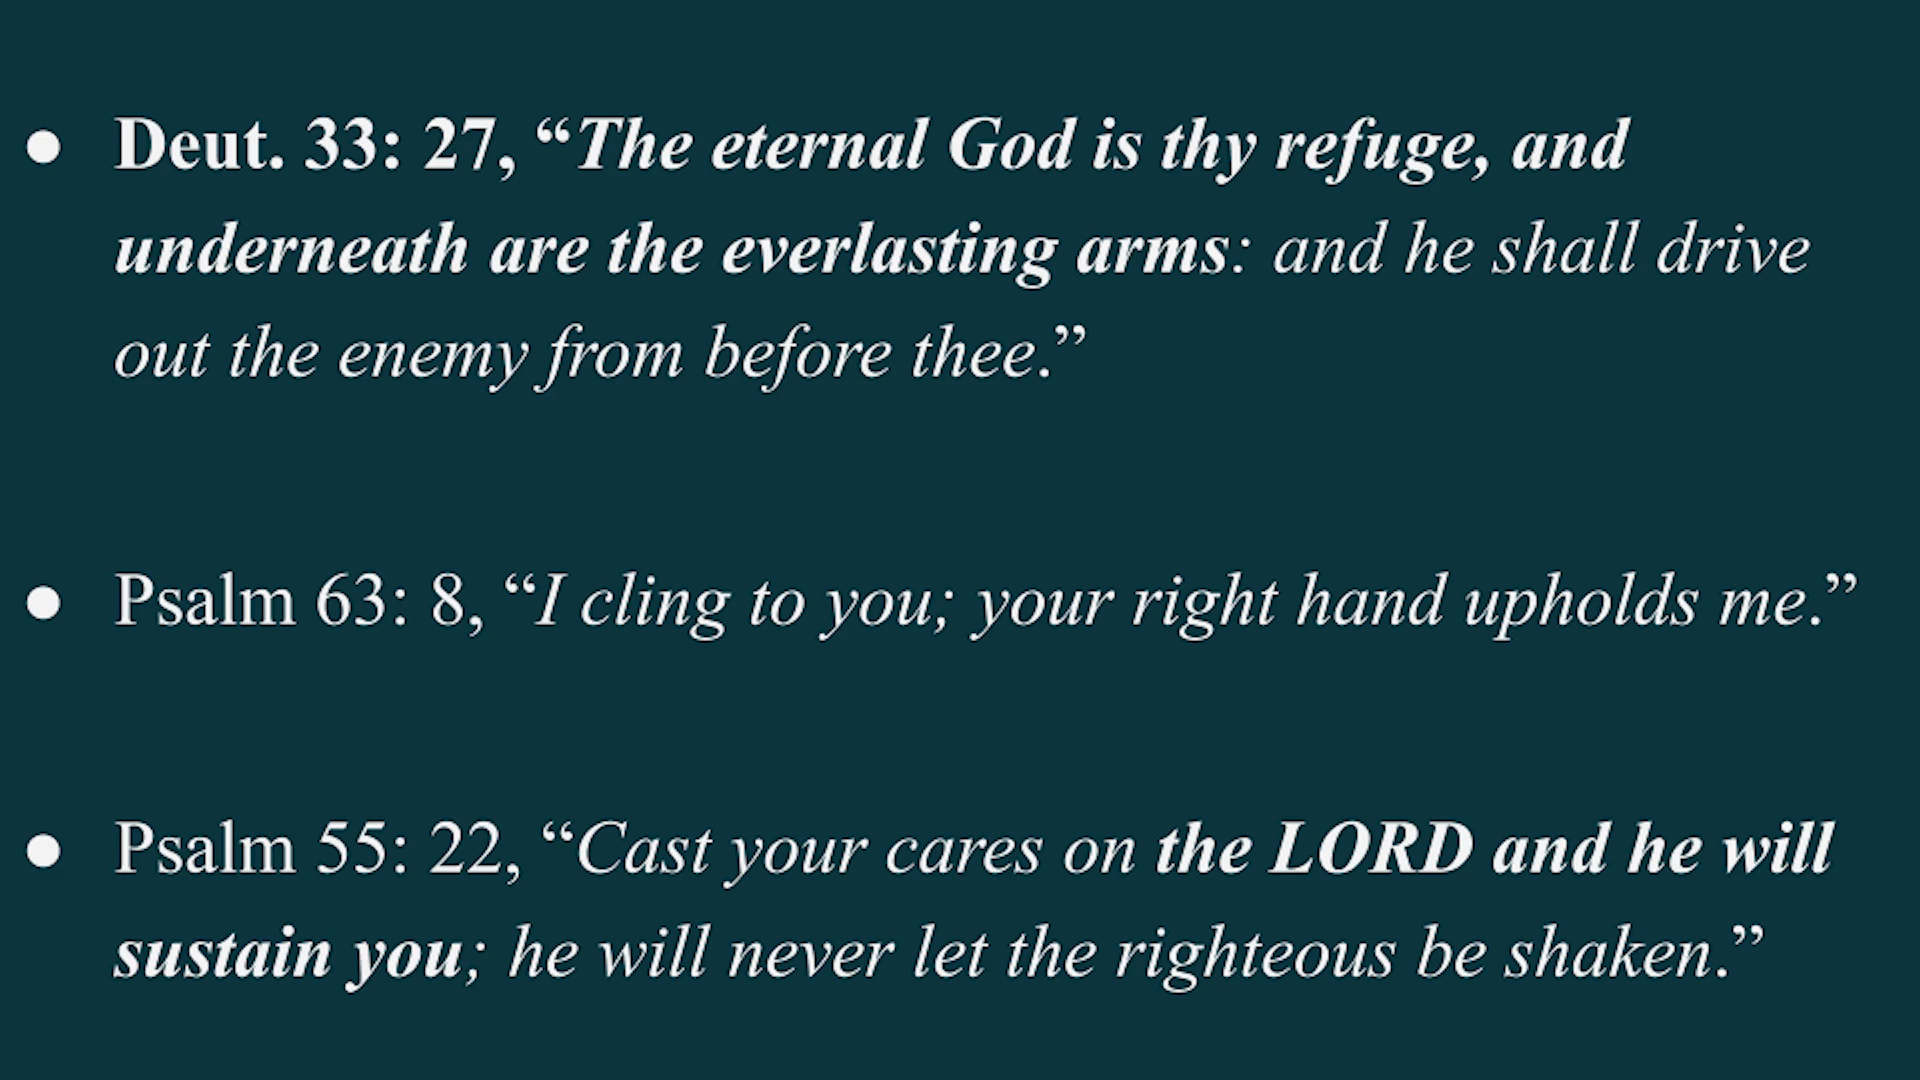 ● Deut. 33: 27, “The eternal God is thy refuge, and
underneath are the everlasting arms: and he shall drive
out the enemy from before thee.”
● Psalm 63: 8, “I cling to you; your right hand upholds me.”
● Psalm 55: 22, “Cast your cares on the LORD and he will
sustain you; he will never let the righteous be shaken.”